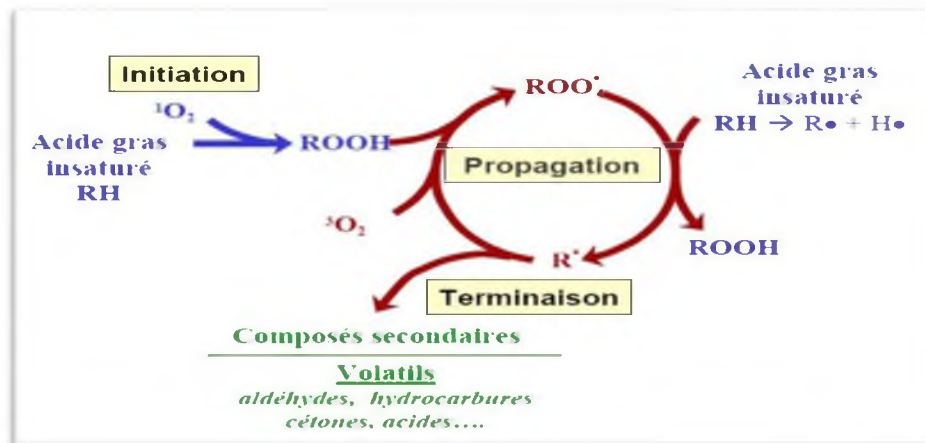 Initiation
¹O₂
Acide gras
insaturé
RH
ROOH
ROO•
Acide gras
insaturé
RH → R● + H●
Propagation
³O₂
R•
ROOH
Terminaison
Composés secondaires
Volatils
aldéhydes, hydrocarbures
cétones, acides....